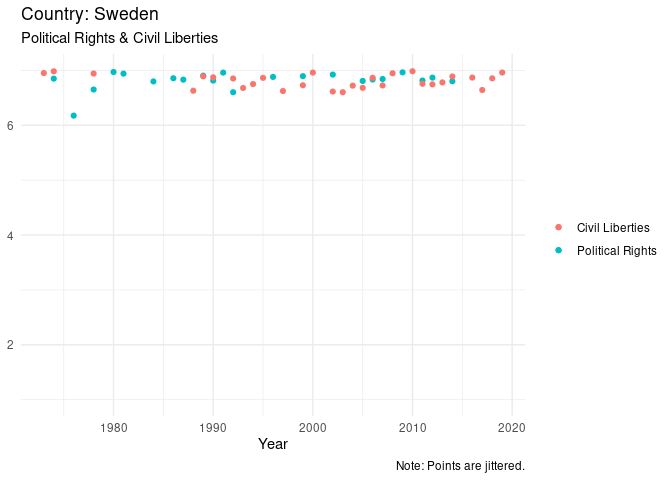 Country: Sweden
Political Rights & Civil Liberties
6
4
2
Civil Liberties
Political Rights
1980
1990
2000
2010
2020
Year
Note: Points are jittered.